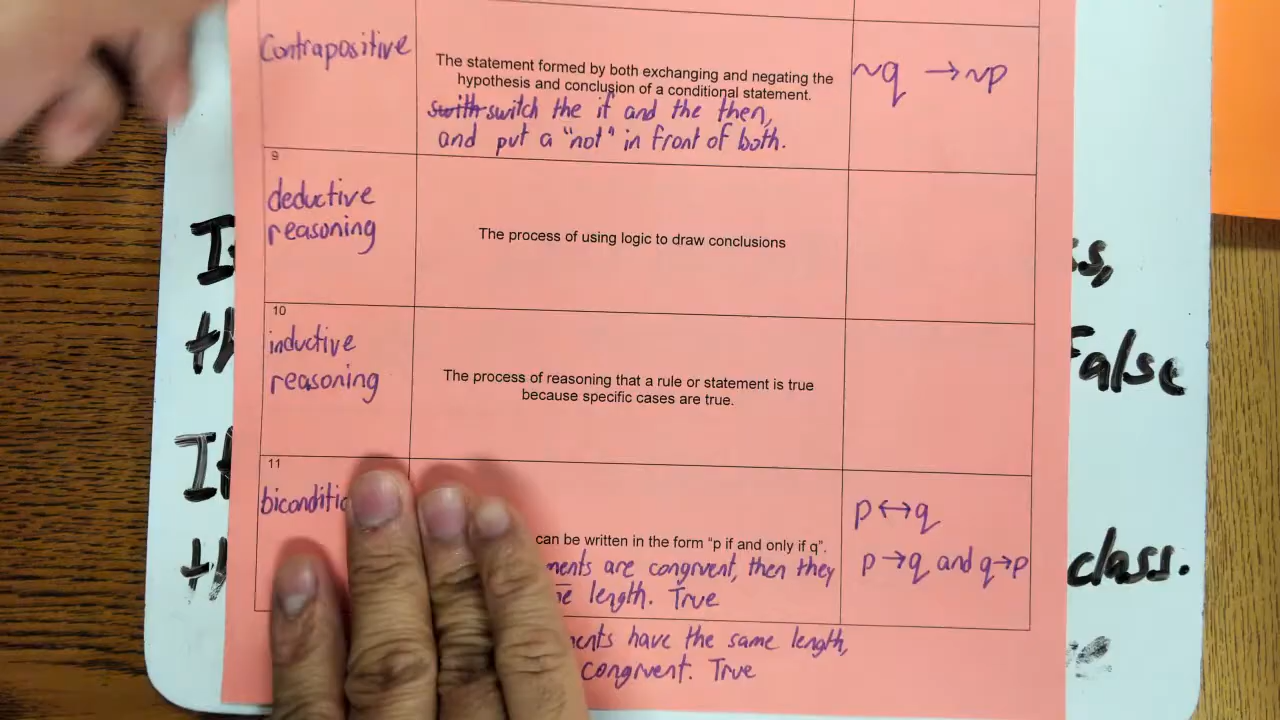 Contrapositive
The statement formed by both exchanging and negating the
hypothesis and conclusion of a conditional statement.
swith switch the if and the then,
and put a "not" in front of both.
~q → ~p
9
deductive
reasoning
The process of using logic to draw conclusions
10
inductive
reasoning
The process of reasoning that a rule or statement is true
because specific cases are true.
11
can be written in the form "p if and only if q".
are congruent, then they
length. True
p ↔ q
p → q and q → p
have the same length,
congruent. True
False
class.